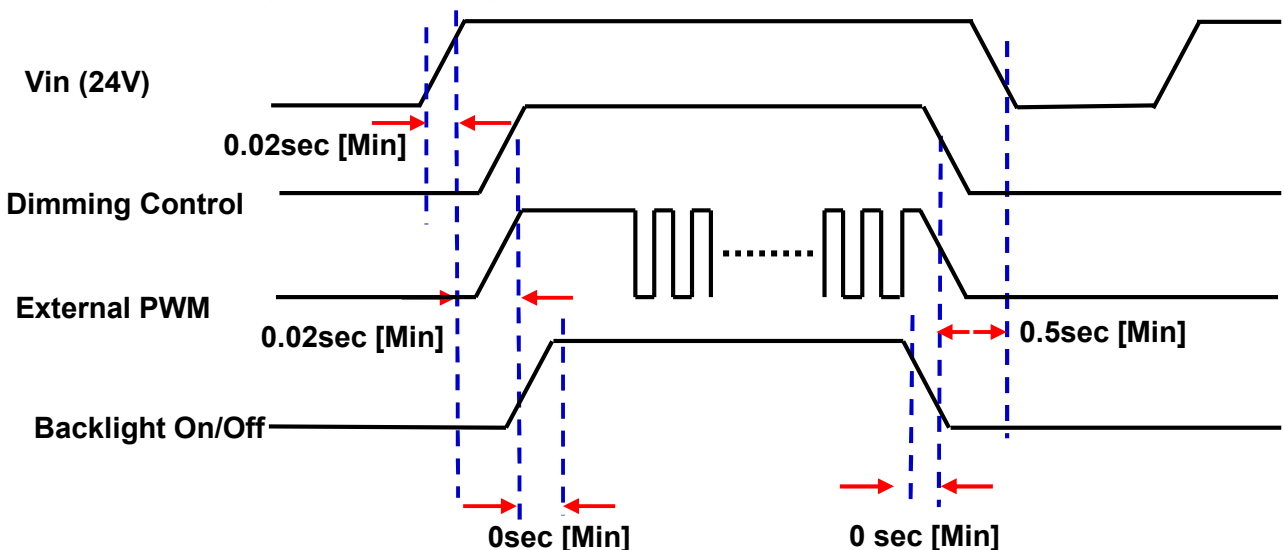 Vin (24V)
0.02sec [Min]
Dimming Control
External PWM
0.02sec [Min]
0.5sec [Min]
Backlight On/Off
0sec [Min]
0 sec [Min]